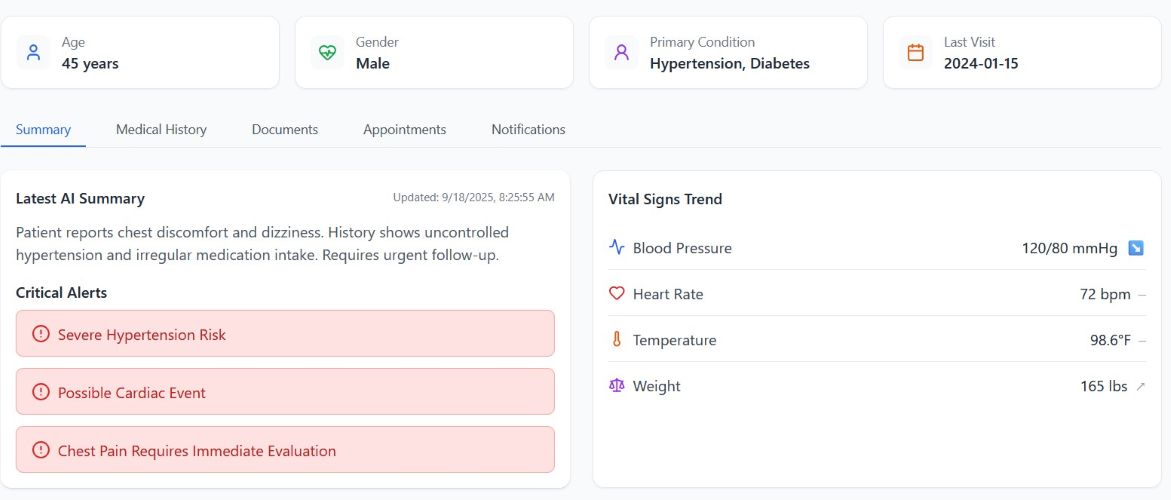 Age
45 years
Gender
Male
Primary Condition
Hypertension, Diabetes
Last Visit
2024-01-15
Summary
Medical History
Documents
Appointments
Notifications
Latest AI Summary
Updated: 9/18/2025, 8:25:55 AM
Patient reports chest discomfort and dizziness. History shows uncontrolled
hypertension and irregular medication intake. Requires urgent follow-up.
Critical Alerts
Severe Hypertension Risk
Possible Cardiac Event
Chest Pain Requires Immediate Evaluation
Vital Signs Trend
Blood Pressure
120/80 mmHg
Heart Rate
72 bpm
Temperature
98.6°F
Weight
165 lbs